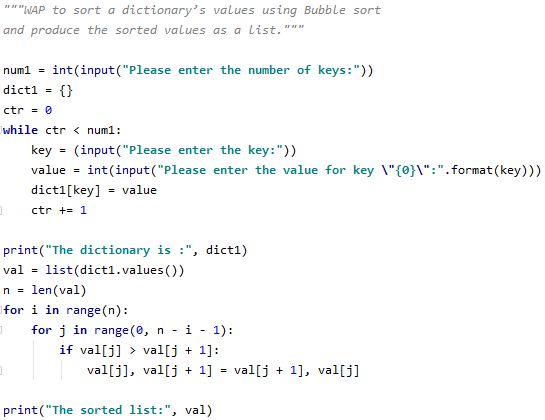 """WAP to sort a dictionary’s values using Bubble sort
and produce the sorted values as a list."""
num1 = int(input("Please enter the number of keys:"))
dict1 = {}
ctr = 0
while ctr < num1:
    key = (input("Please enter the key:"))
    value = int(input("Please enter the value for key \"{0}\":".format(key)))
    dict1[key] = value
    ctr += 1
print("The dictionary is :", dict1)
val = list(dict1.values())
n = len(val)
for i in range(n):
    for j in range(0, n - i - 1):
        if val[j] > val[j + 1]:
            val[j], val[j + 1] = val[j + 1], val[j]
print("The sorted list:", val)